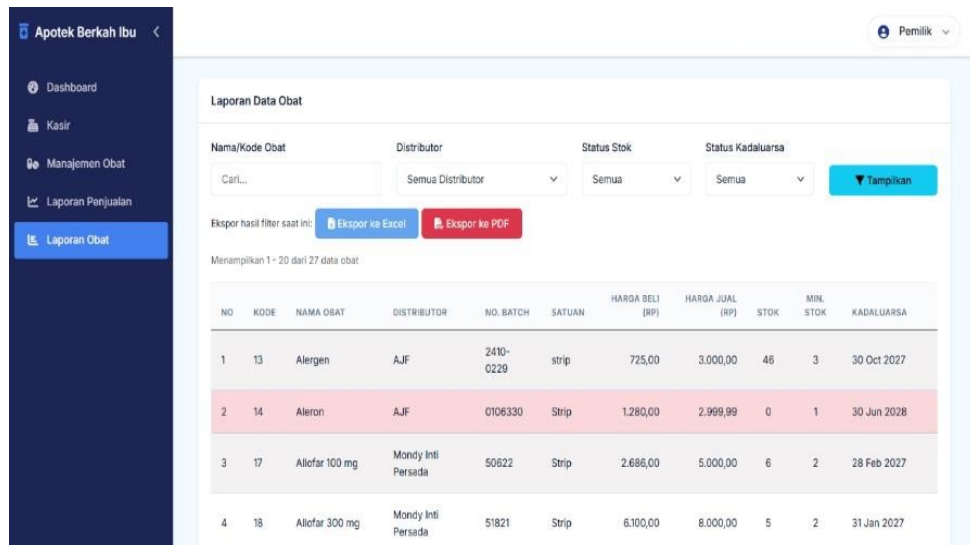 Apotek Berkah Ibu
Pemilik
Dashboard
Kasir
Manajemen Obat
Laporan Penjualan
Laporan Obat
Laporan Data Obat
Nama/Kode Obat Distributor Status Stok Status Kadaluarsa
Cari... Semua Distributor Semua Semua Tampilkan
Ekspor hasil filter saat ini: Ekspor ke Excel Ekspor ke PDF
Menampilkan 1 - 20 dari 27 data obat
NO KODE NAMA OBAT DISTRIBUTOR NO. BATCH SATUAN HARGA BELI (RP) HARGA JUAL (RP) STOK MIN. STOK KADALUARSA
1 13 Alergen AJF 2410-0229 strip 725,00 3.000,00 46 3 30 Oct 2027
2 14 Aleron AJF 0106330 Strip 1.280,00 2.999,99 0 1 30 Jun 2028
3 17 Allofar 100 mg Mondy Inti Persada 50622 Strip 2.686,00 5.000,00 6 2 28 Feb 2027
4 18 Allofar 300 mg Mondy Inti Persada 51821 Strip 6.100,00 8.000,00 5 2 31 Jan 2027